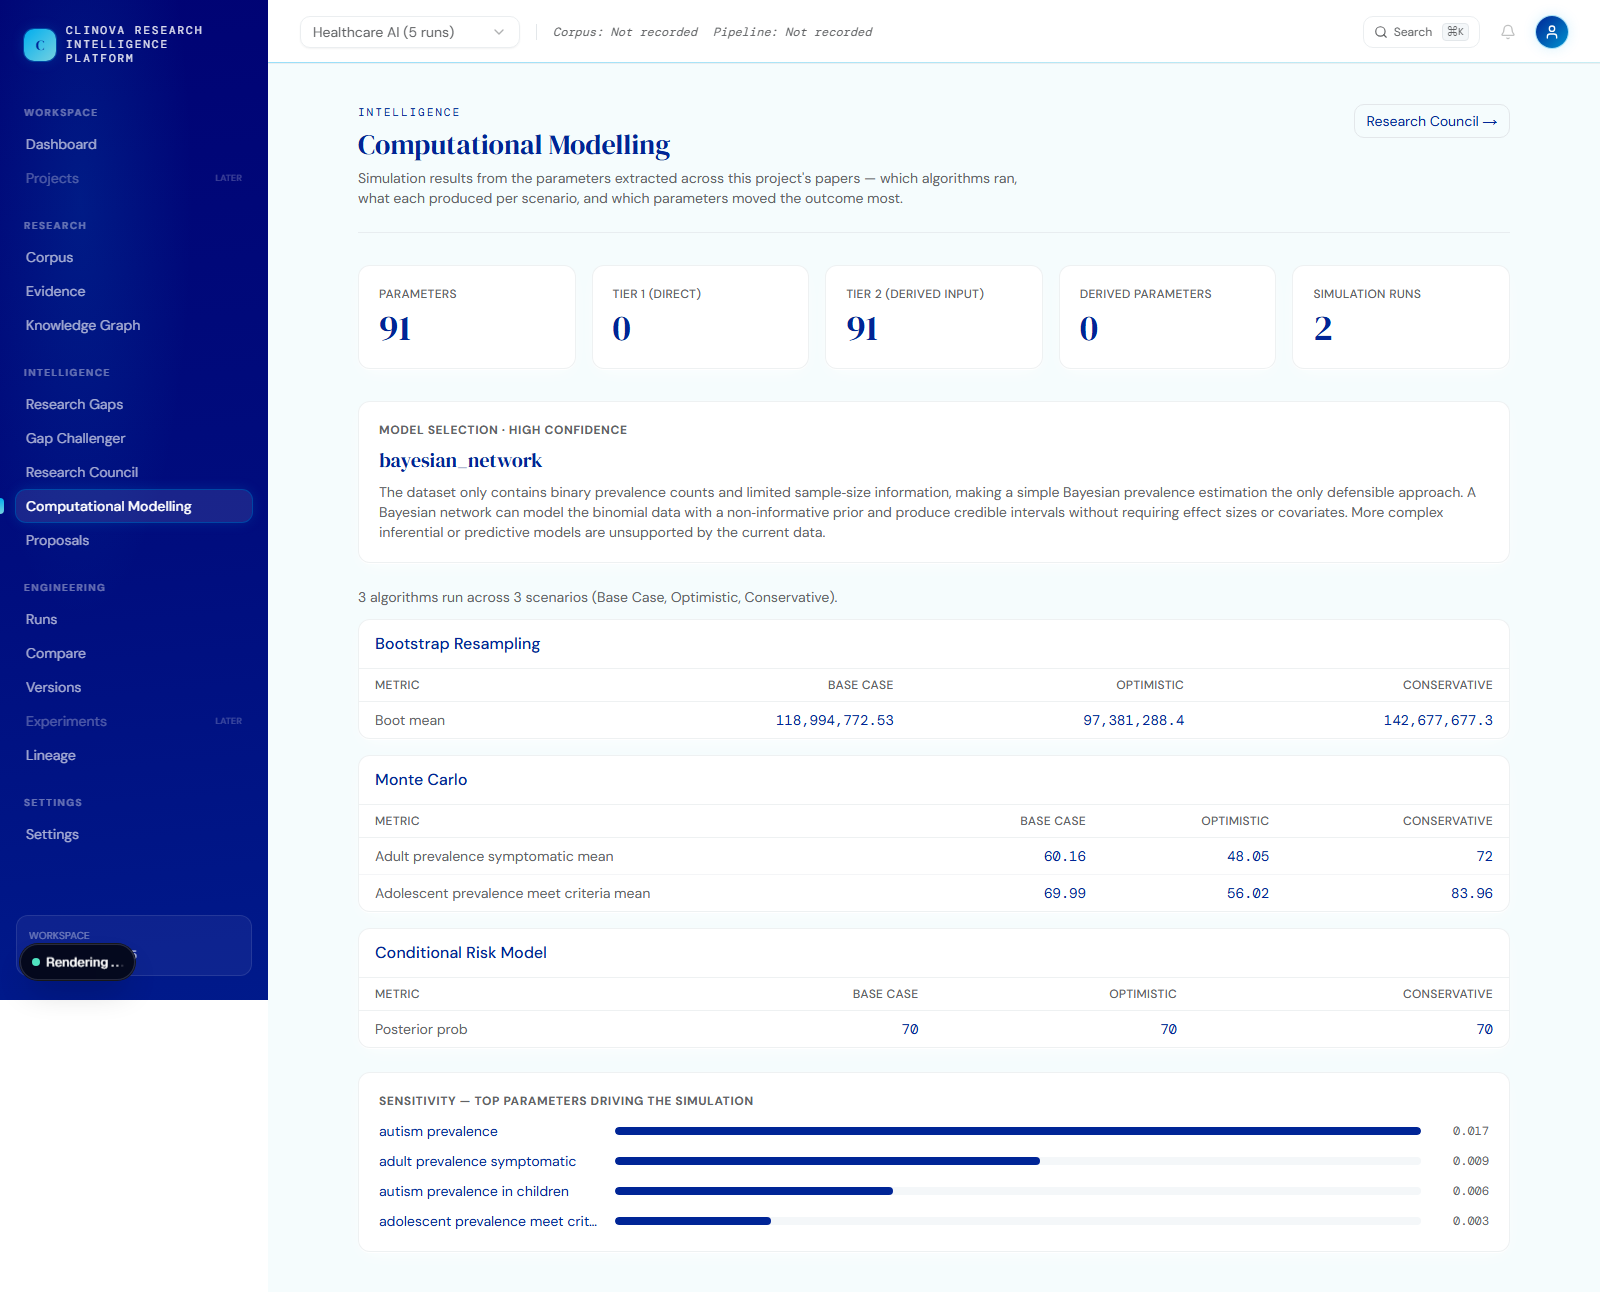 C
CLINOVA RESEARCH
INTELLIGENCE
PLATFORM
WORKSPACE
Dashboard
Projects LATER
RESEARCH
Corpus
Evidence
Knowledge Graph
INTELLIGENCE
Research Gaps
Gap Challenger
Research Council
Computational Modelling
Proposals
ENGINEERING
Runs
Compare
Versions
Experiments LATER
Lineage
SETTINGS
Settings
WORKSPACE
Rendering ...
Healthcare AI (5 runs)
Corpus: Not recorded Pipeline: Not recorded
Search ⌘K
INTELLIGENCE
Computational Modelling
Simulation results from the parameters extracted across this project's papers — which algorithms ran,
what each produced per scenario, and which parameters moved the outcome most.
Research Council →
PARAMETERS
91
TIER 1 (DIRECT)
0
TIER 2 (DERIVED INPUT)
91
DERIVED PARAMETERS
0
SIMULATION RUNS
2
MODEL SELECTION · HIGH CONFIDENCE
bayesian_network
The dataset only contains binary prevalence counts and limited sample-size information, making a simple Bayesian prevalence estimation the only defensible approach. A
Bayesian network can model the binomial data with a non-informative prior and produce credible intervals without requiring effect sizes or covariates. More complex
inferential or predictive models are unsupported by the current data.
3 algorithms run across 3 scenarios (Base Case, Optimistic, Conservative).
Bootstrap Resampling
METRIC BASE CASE OPTIMISTIC CONSERVATIVE
Boot mean 118,994,772.53 97,381,288.4 142,677,677.3
Monte Carlo
METRIC BASE CASE OPTIMISTIC CONSERVATIVE
Adult prevalence symptomatic mean 60.16 48.05 72
Adolescent prevalence meet criteria mean 69.99 56.02 83.96
Conditional Risk Model
METRIC BASE CASE OPTIMISTIC CONSERVATIVE
Posterior prob 70 70 70
SENSITIVITY — TOP PARAMETERS DRIVING THE SIMULATION
autism prevalence 0.017
adult prevalence symptomatic 0.009
autism prevalence in children 0.006
adolescent prevalence meet crit... 0.003